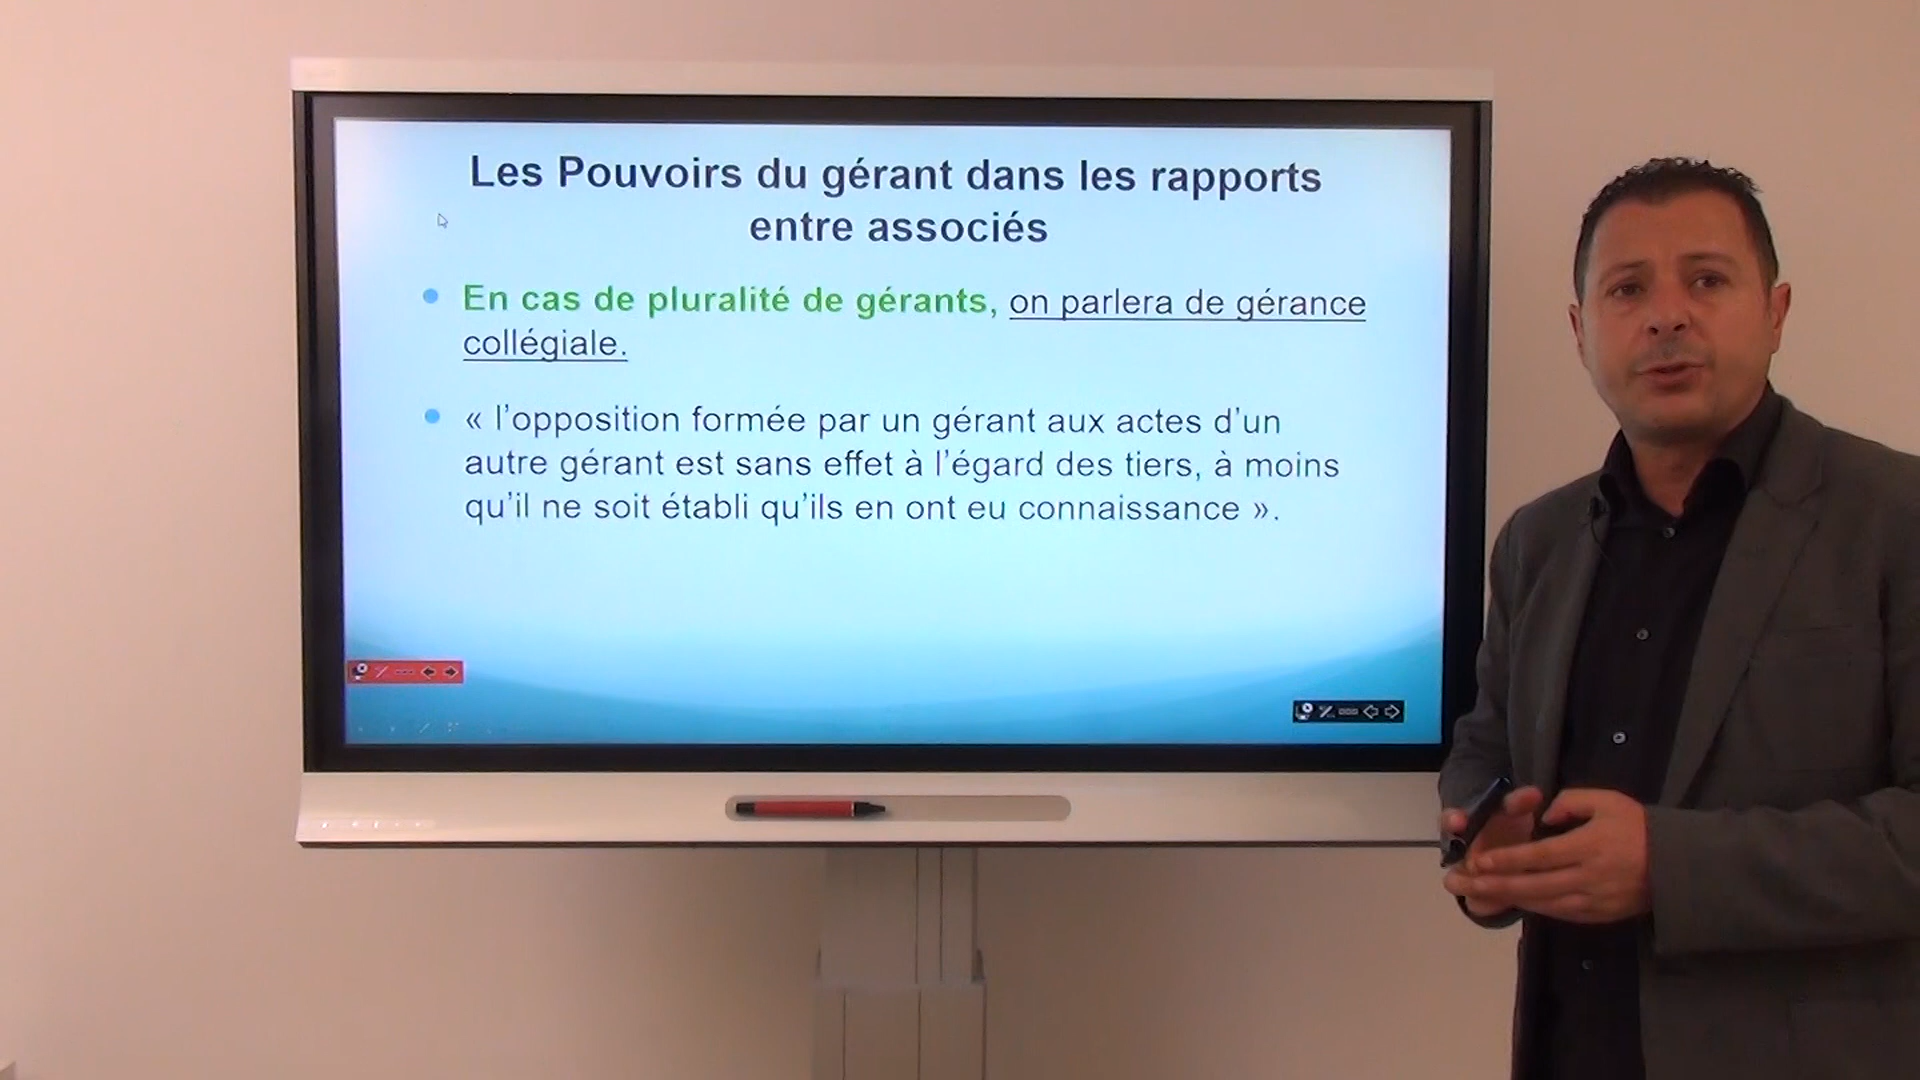 Les Pouvoirs du gérant dans les rapports
entre associés
En cas de pluralité de gérants, on parlera de gérance
collégiale.
« l’opposition formée par un gérant aux actes d’un
autre gérant est sans effet à l’égard des tiers, à moins
qu’il ne soit établi qu’ils en ont eu connaissance ».